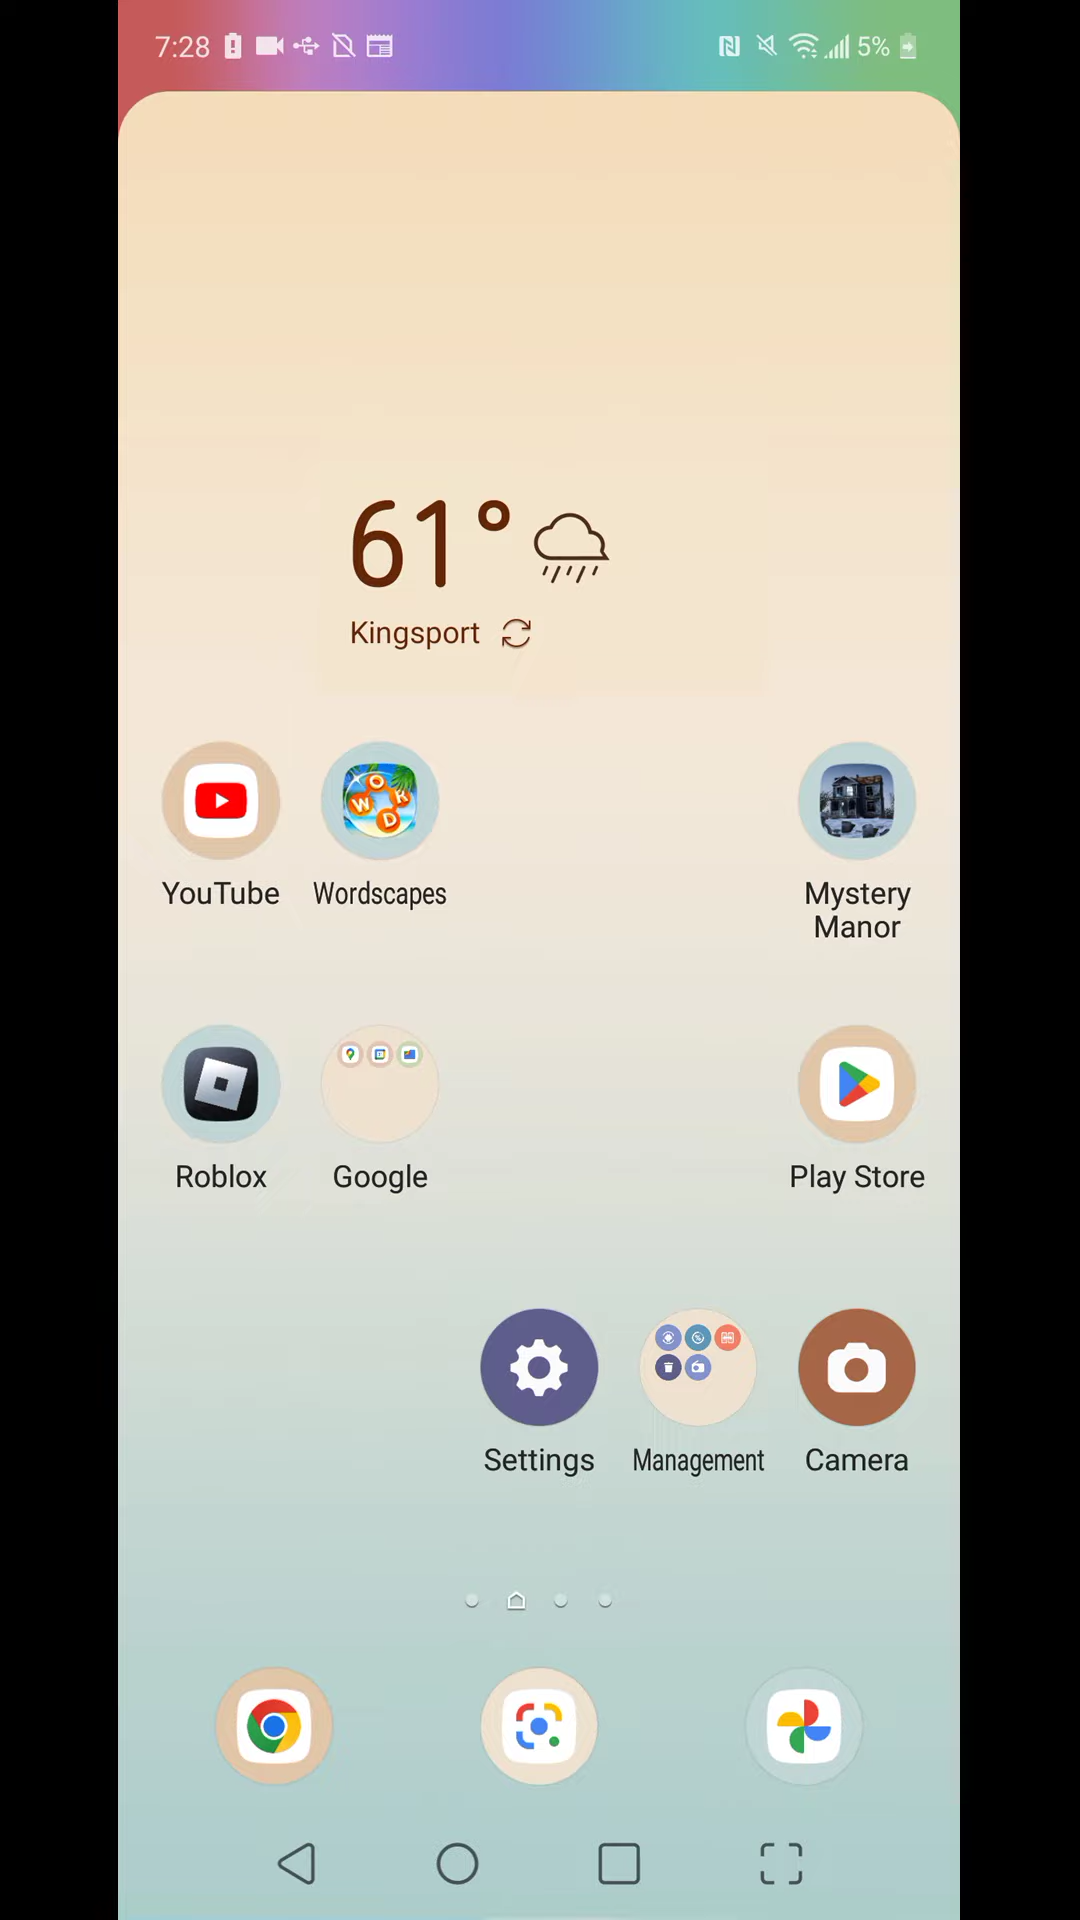 7:28 5%
61°
Kingsport
YouTube Wordscapes Mystery Manor
Roblox Google Play Store
Settings Management Camera